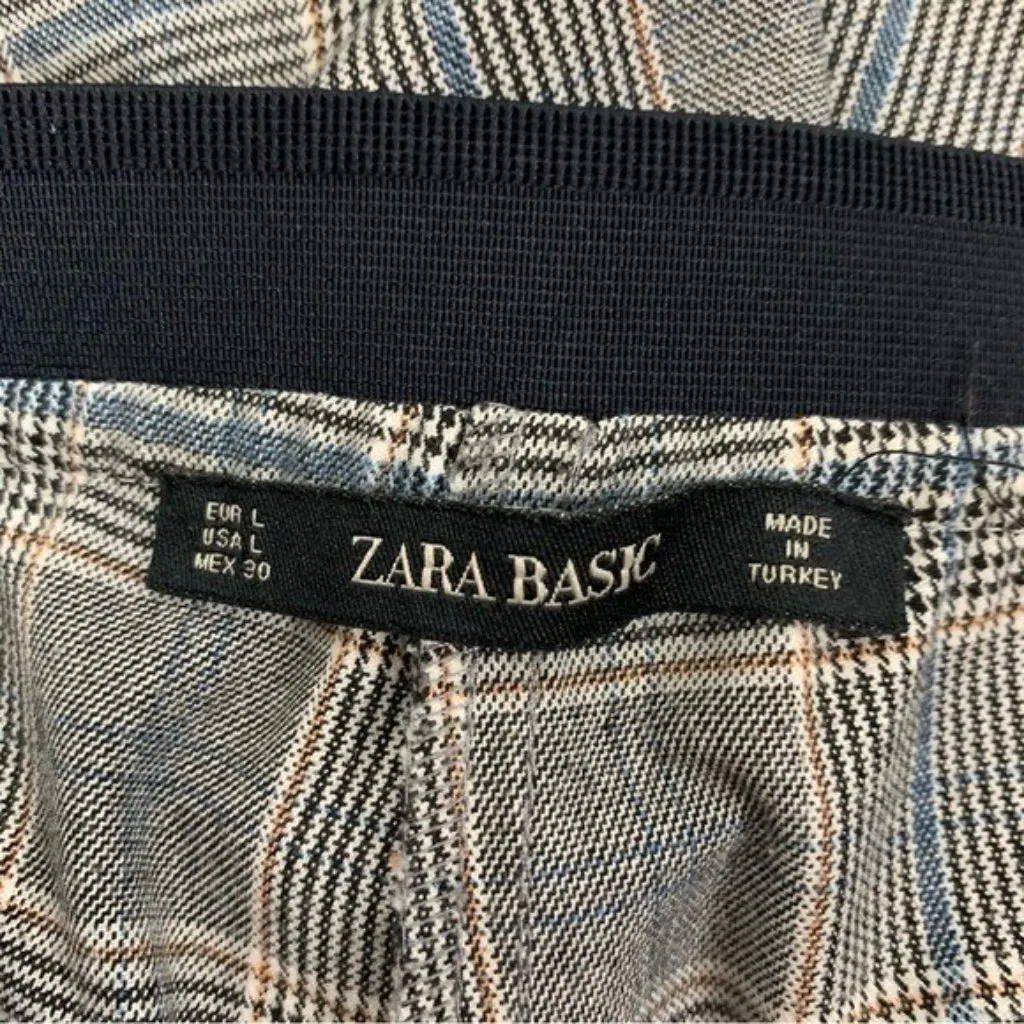 EUR L
USA L
MEX 30
ZARA BASIC
MADE
IN
TURKEY